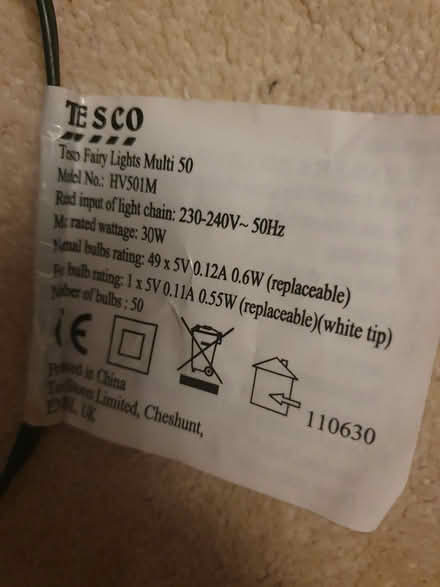 TESCO
Tesco Fairy Lights Multi 50
Model No.: HV501M
Rated input of light chain: 230-240V~ 50Hz
Max rated wattage: 30W
Normal bulbs rating: 49 x 5V 0.12A 0.6W (replaceable)
Fuse bulb rating: 1 x 5V 0.11A 0.55W (replaceable)(white tip)
Number of bulbs : 50
CE
110630
in China
Limited, Cheshunt,
UK